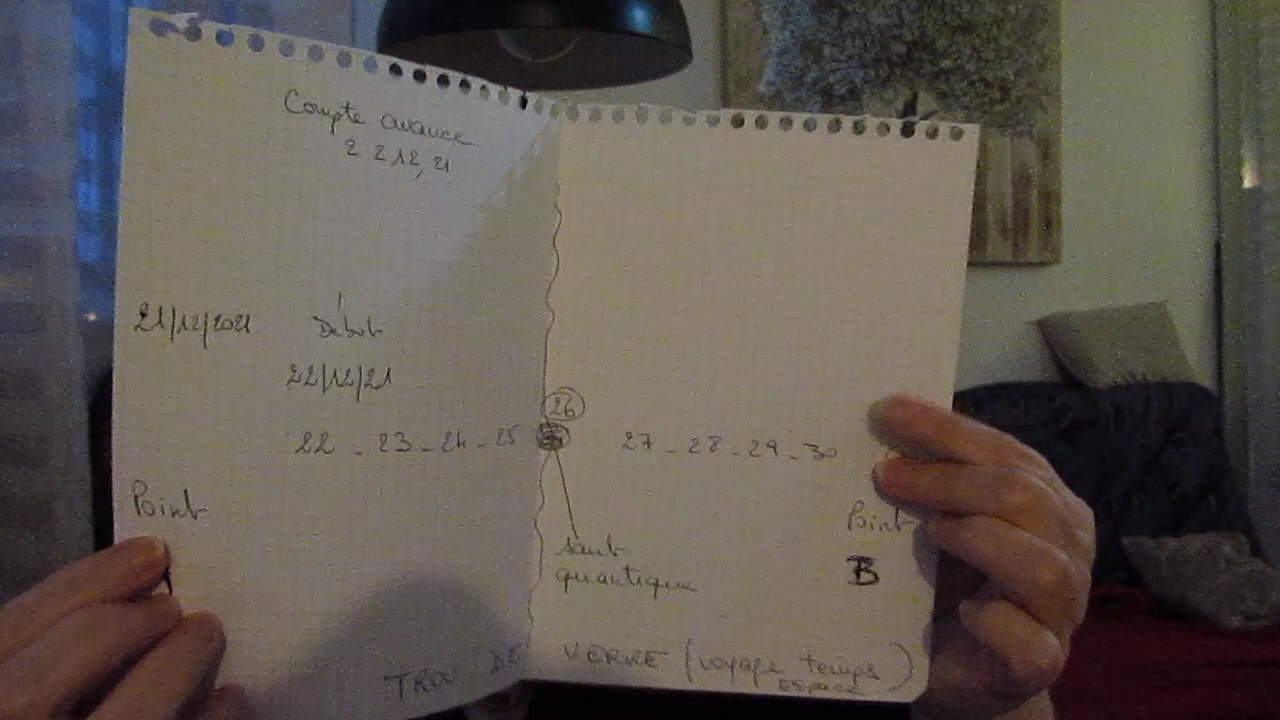 Compte avance
2 2 12, 21
21/12/2021 Début
22/12/21
26
22 - 23 - 24 - 25 27 - 28 - 29 - 30
Point Point
B
saut
quantique
TROU DE VERRE (voyage temps)
ESPACE